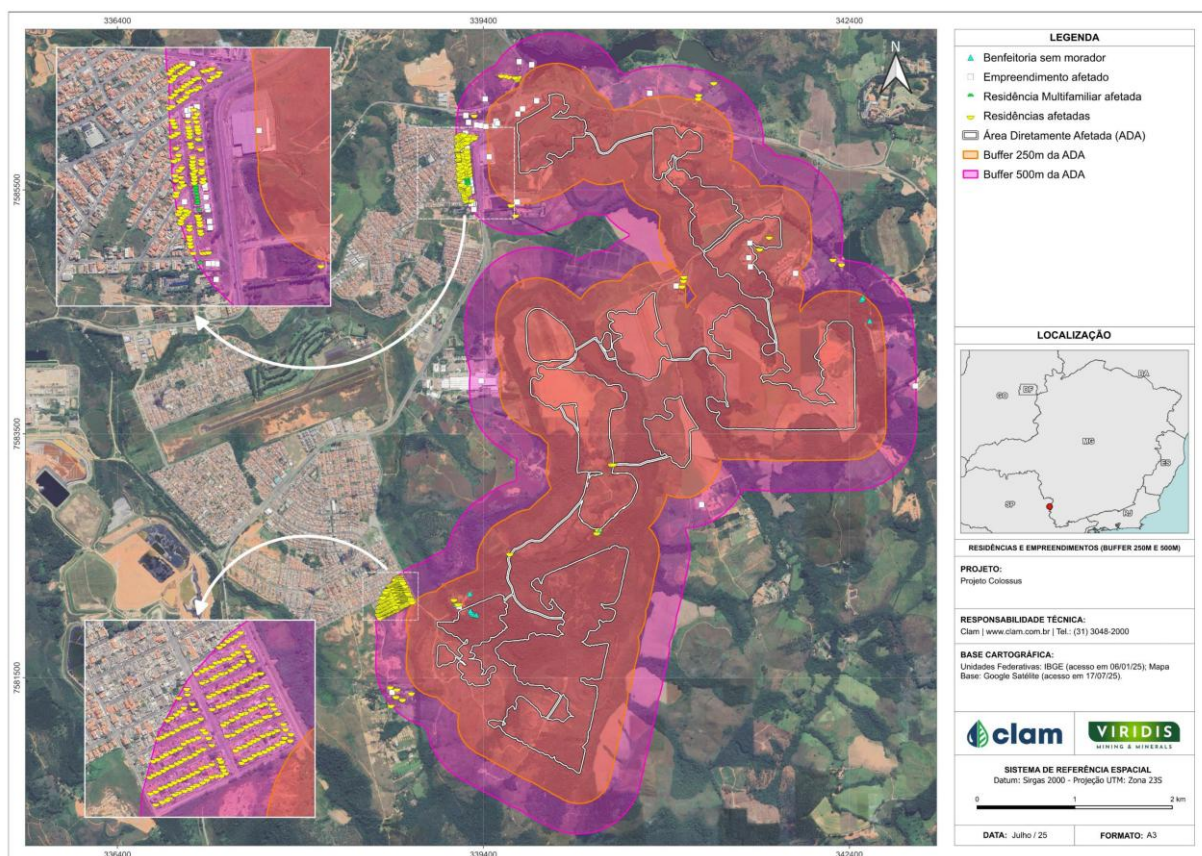 336400
339400
342400
7585500
7583500
7581500
N
336400
339400
342400
LEGENDA
Benfeitoria sem morador
Empreendimento afetado
Residência Multifamiliar afetada
Residências afetadas
Área Diretamente Afetada (ADA)
Buffer 250m da ADA
Buffer 500m da ADA
LOCALIZAÇÃO
BA
GO
DF
MG
ES
SP
RJ
RESIDÊNCIAS E EMPREENDIMENTOS (BUFFER 250M E 500M)
PROJETO:
Projeto Colossus
RESPONSABILIDADE TÉCNICA:
Clam | www.clam.com.br | Tel.: (31) 3048-2000
BASE CARTOGRÁFICA:
Unidades Federativas: IBGE (acesso em 06/01/25); Mapa
Base: Google Satélite (acesso em 17/07/25).
clam
VIRIDIS
MINING & MINERALS
SISTEMA DE REFERÊNCIA ESPACIAL
Datum: Sirgas 2000 - Projeção UTM: Zona 23S
0 1 2 km
DATA: Julho / 25
FORMATO: A3